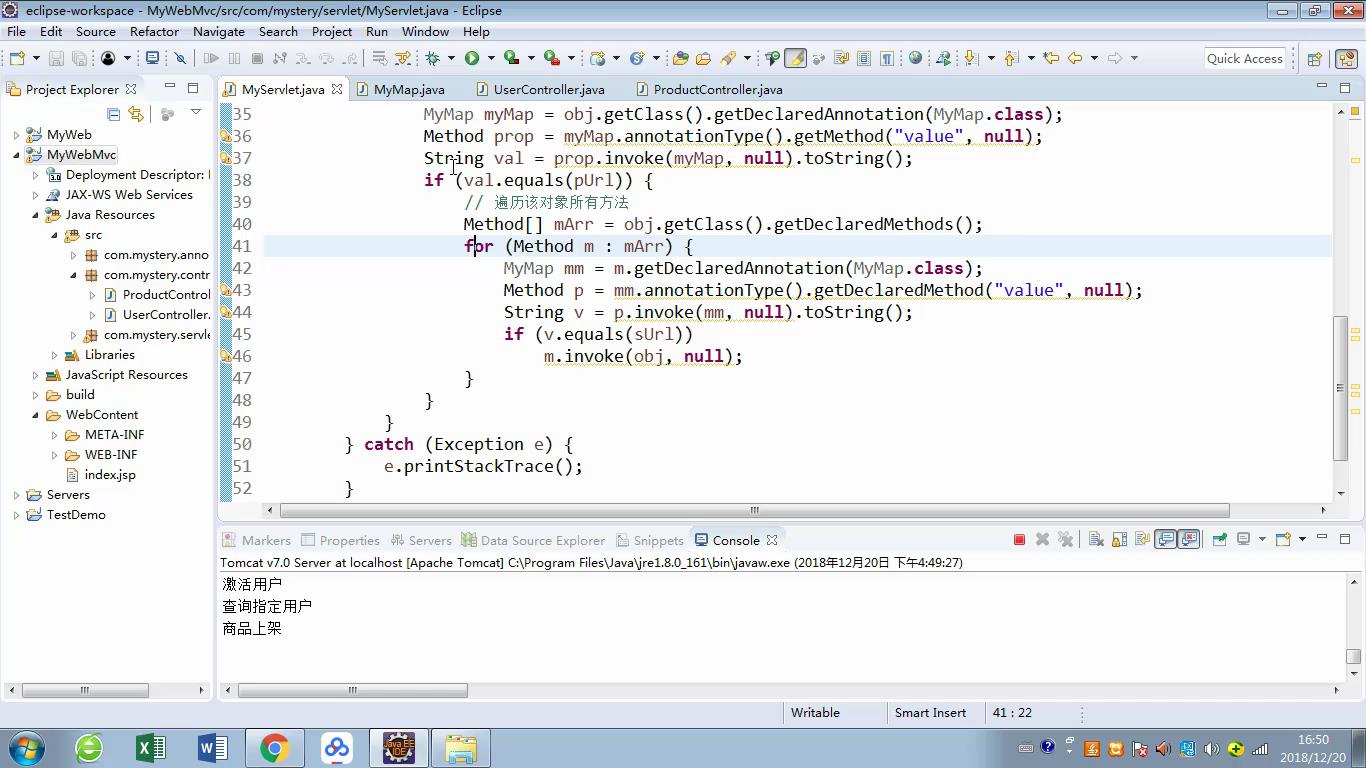 eclipse-workspace - MyWebMvc/src/com/mystery/servlet/MyServlet.java - Eclipse
File Edit Source Refactor Navigate Search Project Run Window Help
Quick Access
Project Explorer
MyWeb
MyWebMvc
Deployment Descriptor:
JAX-WS Web Services
Java Resources
src
com.mystery.anno
com.mystery.contr
ProductControl
UserController.
com.mystery.servle
Libraries
JavaScript Resources
build
WebContent
META-INF
WEB-INF
index.jsp
Servers
TestDemo
MyServlet.java MyMap.java UserController.java ProductController.java
35 MyMap myMap = obj.getClass().getDeclaredAnnotation(MyMap.class);
36 Method prop = myMap.annotationType().getMethod("value", null);
37 String val = prop.invoke(myMap, null).toString();
38 if (val.equals(pUrl)) {
39 // 遍历该对象所有方法
40 Method[] mArr = obj.getClass().getDeclaredMethods();
41 for (Method m : mArr) {
42 MyMap mm = m.getDeclaredAnnotation(MyMap.class);
43 Method p = mm.annotationType().getDeclaredMethod("value", null);
44 String v = p.invoke(mm, null).toString();
45 if (v.equals(sUrl))
46 m.invoke(obj, null);
47 }
48 }
49 }
50 } catch (Exception e) {
51 e.printStackTrace();
52 }
Markers Properties Servers Data Source Explorer Snippets Console
Tomcat v7.0 Server at localhost [Apache Tomcat] C:\Program Files\Java\jre1.8.0_161\bin\javaw.exe (2018年12月20日 下午4:49:27)
激活用户
查询指定用户
商品上架
Writable Smart Insert 41 : 22
Java EE
IDE
16:50
2018/12/20